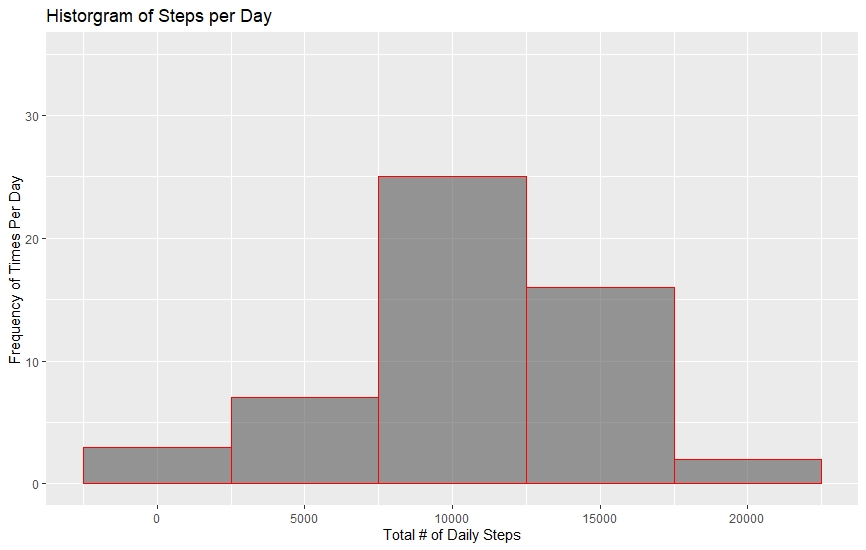 Historgram of Steps per Day
Frequency of Times Per Day
30
20
10
0
0 5000 10000 15000 20000
Total # of Daily Steps